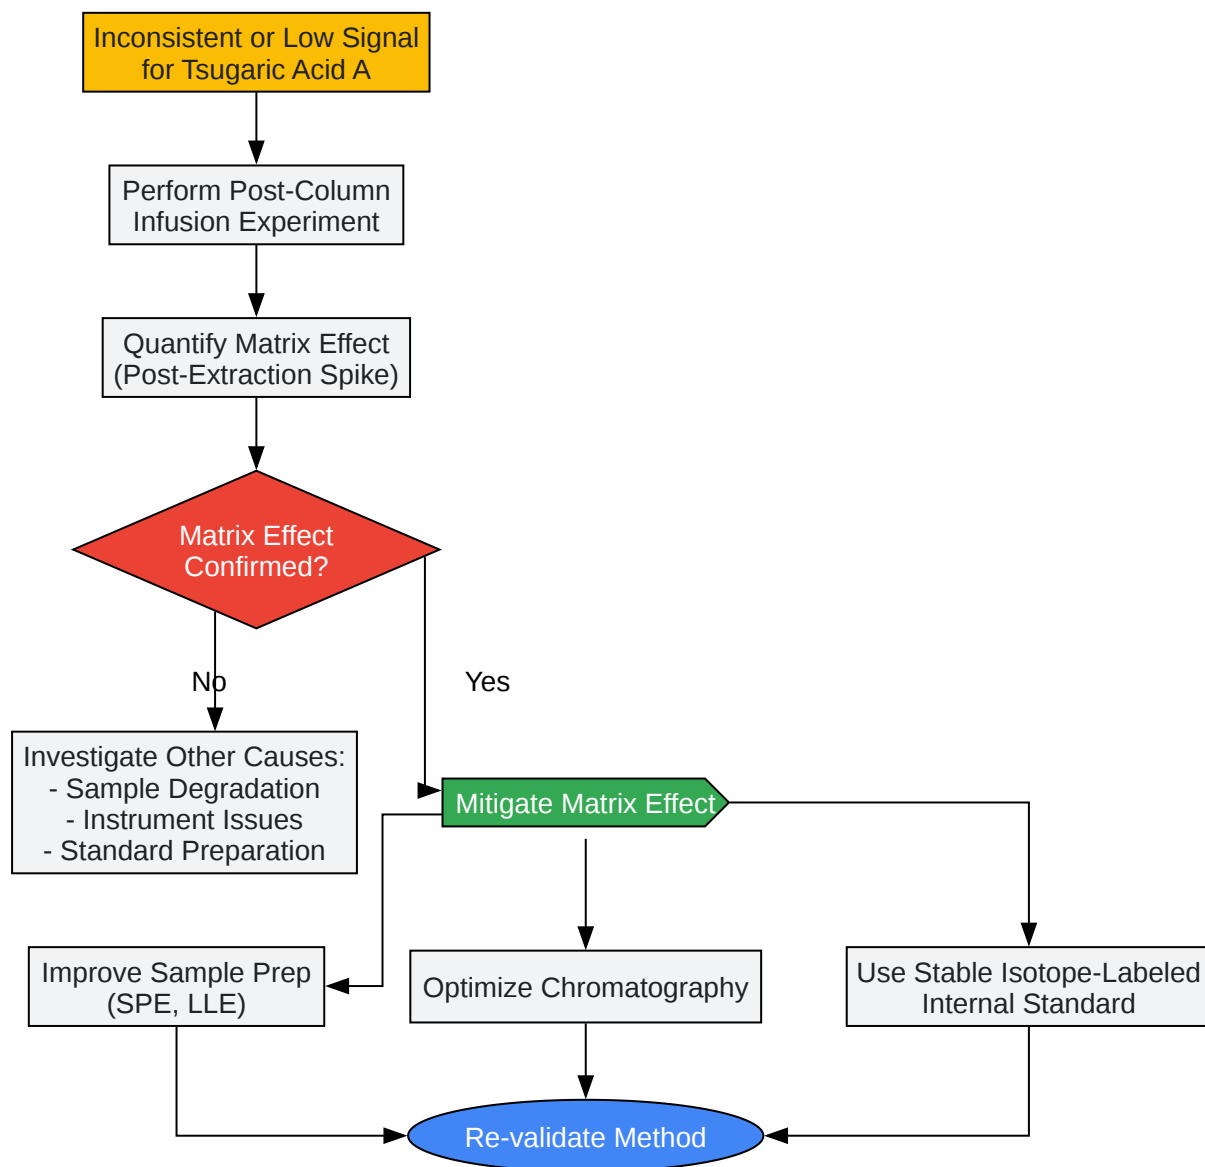 Inconsistent or Low Signal
for Tsugaric Acid A
Perform Post-Column
Infusion Experiment
Quantify Matrix Effect
(Post-Extraction Spike)
Matrix Effect
Confirmed?
No
Yes
Investigate Other Causes:
- Sample Degradation
- Instrument Issues
- Standard Preparation
Mitigate Matrix Effect
Improve Sample Prep
(SPE, LLE)
Optimize Chromatography
Use Stable Isotope-Labeled
Internal Standard
Re-validate Method